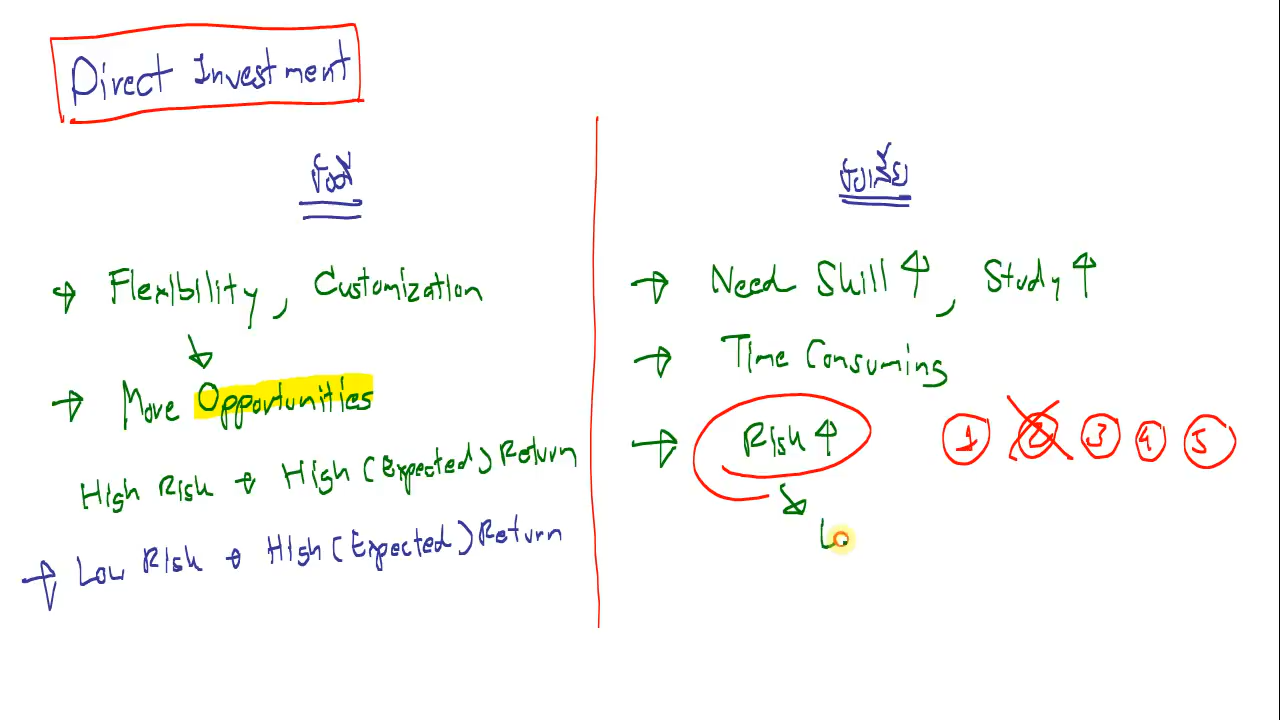 Direct Investment
ข้อดี
Flexibility, Customization
More Opportunities
High Risk → High (Expected) Return
→ Low Risk → High (Expected) Return
ข้อเสีย
→ Need Skill ↑, Study ↑
→ Time Consuming
→ Risk ↑ 1 2 3 4 5
Lo